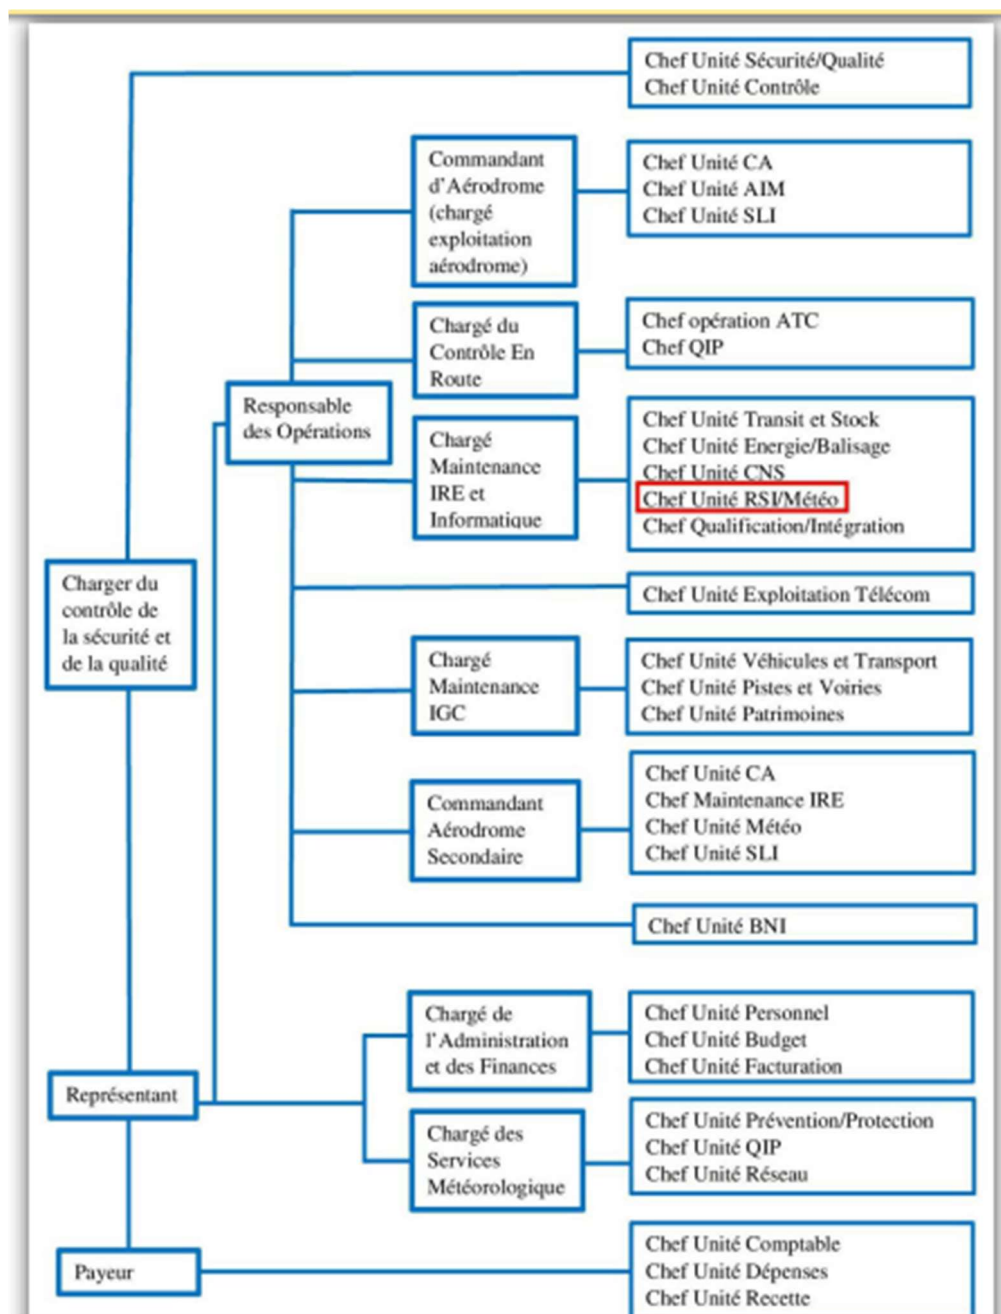 Chef Unité Sécurité/Qualité
Chef Unité Contrôle
Commandant
d'Aérodrome
(chargé
exploitation
aérodrome)
Chef Unité CA
Chef Unité AIM
Chef Unité SLI
Chargé du
Contrôle En
Route
Chef opération ATC
Chef QIP
Responsable
des Opérations
Chargé
Maintenance
IRE et
Informatique
Chef Unité Transit et Stock
Chef Unité Energie/Balisage
Chef Unité CNS
Chef Unité RSI/Météo
Chef Qualification/Intégration
Charger du
contrôle de
la sécurité et
de la qualité
Chef Unité Exploitation Télécom
Chargé
Maintenance
IGC
Chef Unité Véhicules et Transport
Chef Unité Pistes et Voiries
Chef Unité Patrimoines
Commandant
Aérodrome
Secondaire
Chef Unité CA
Chef Maintenance IRE
Chef Unité Météo
Chef Unité SLI
Chef Unité BNI
Chargé de
l'Administration
et des Finances
Chef Unité Personnel
Chef Unité Budget
Chef Unité Facturation
Représentant
Chargé des
Services
Météorologique
Chef Unité Prévention/Protection
Chef Unité QIP
Chef Unité Réseau
Payeur
Chef Unité Comptable
Chef Unité Dépenses
Chef Unité Recette